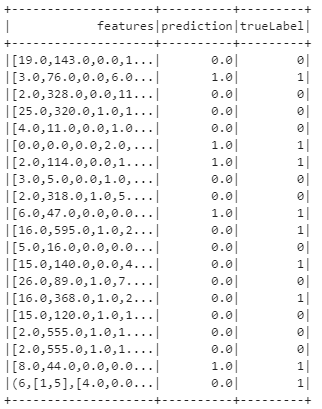 +--------------------+----------+---------+
|            features|prediction|trueLabel|
+--------------------+----------+---------+
|[19.0,143.0,0.0,1...|       0.0|        0|
|[3.0,76.0,0.0,6.0...|       1.0|        1|
|[2.0,328.0,0.0,11...|       0.0|        0|
|[25.0,320.0,1.0,1...|       0.0|        0|
|[4.0,11.0,0.0,1.0...|       0.0|        0|
|[0.0,0.0,0.0,2.0,...|       1.0|        1|
|[2.0,114.0,0.0,1....|       1.0|        1|
|[3.0,5.0,0.0,1.0,...|       0.0|        0|
|[2.0,318.0,1.0,5....|       0.0|        0|
|[6.0,47.0,0.0,0.0...|       1.0|        1|
|[16.0,595.0,1.0,2...|       0.0|        1|
|[5.0,16.0,0.0,0.0...|       0.0|        0|
|[15.0,140.0,0.0,4...|       0.0|        1|
|[26.0,89.0,1.0,7....|       0.0|        0|
|[16.0,368.0,1.0,2...|       0.0|        1|
|[15.0,120.0,1.0,1...|       0.0|        0|
|[2.0,555.0,1.0,1....|       0.0|        0|
|[2.0,555.0,1.0,1....|       0.0|        0|
|[8.0,44.0,0.0,0.0...|       1.0|        1|
|(6,[1,5],[4.0,0.0...|       0.0|        1|